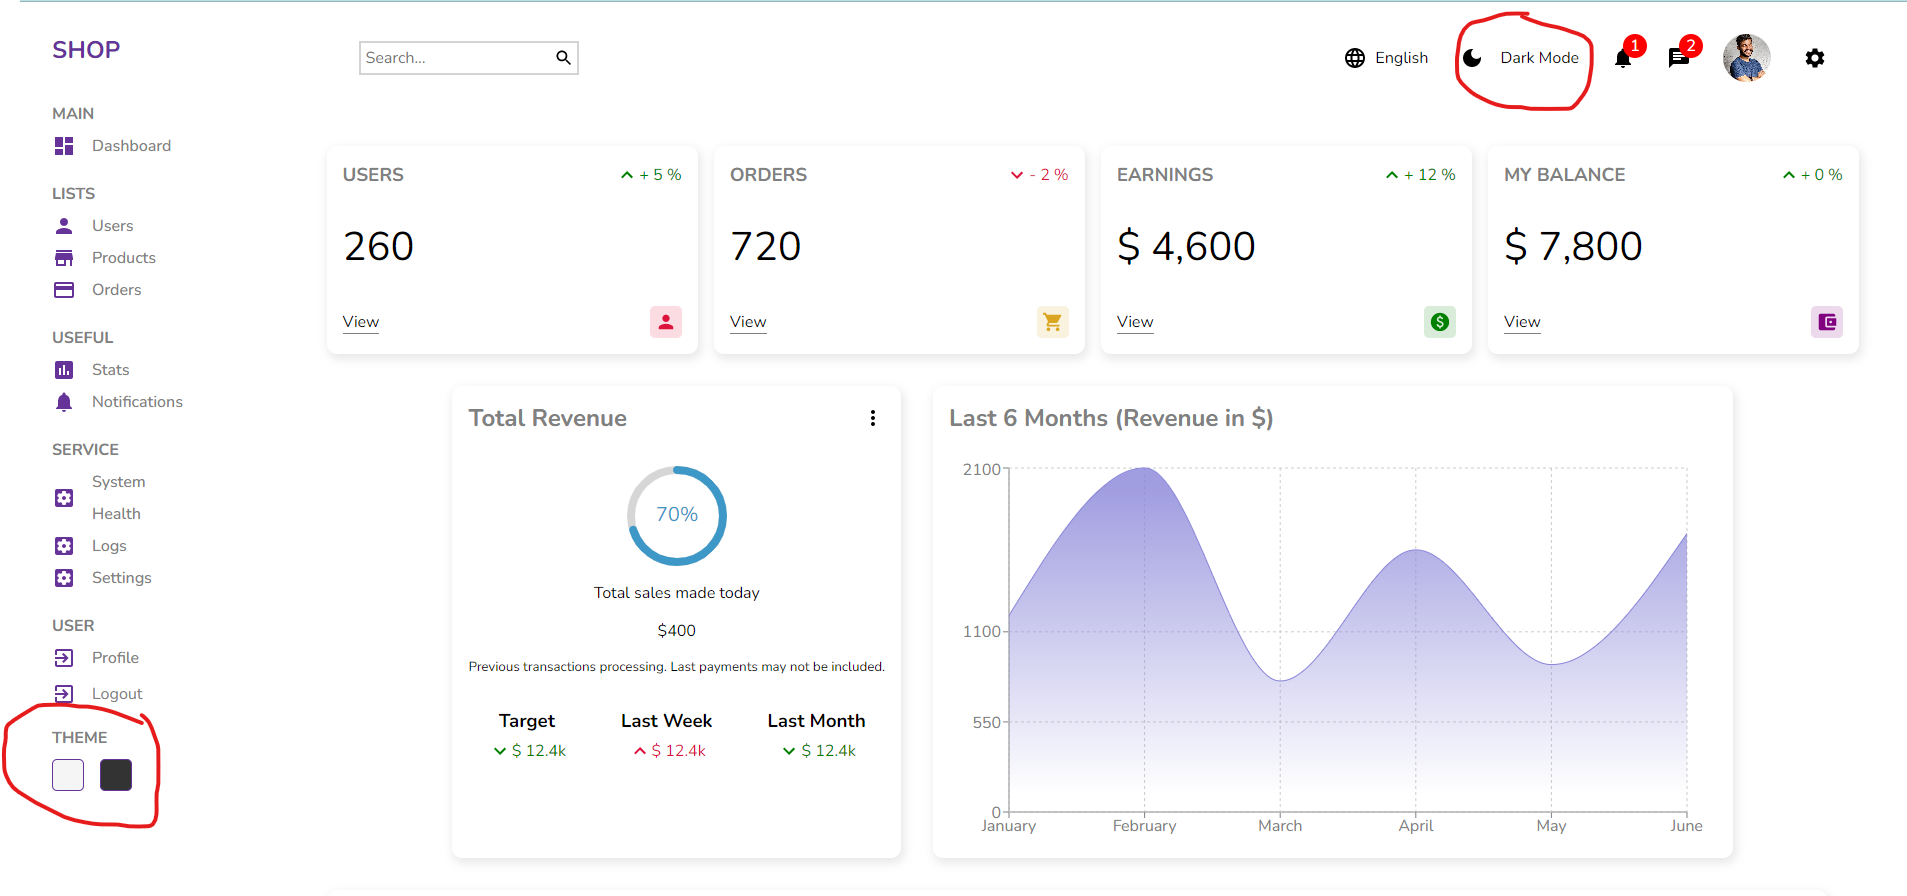 SHOP
Search...
English
Dark Mode
1
2
MAIN
Dashboard
LISTS
Users
Products
Orders
USEFUL
Stats
Notifications
SERVICE
System
Health
Logs
Settings
USER
Profile
Logout
THEME
USERS
+ 5 %
260
View
ORDERS
- 2 %
720
View
EARNINGS
+ 12 %
$ 4,600
View
$
MY BALANCE
+ 0 %
$ 7,800
View
Total Revenue
70%
Total sales made today
$400
Previous transactions processing. Last payments may not be included.
Target Last Week Last Month
$ 12.4k $ 12.4k $ 12.4k
Last 6 Months (Revenue in $)
2100
1100
550
0
January February March April May June